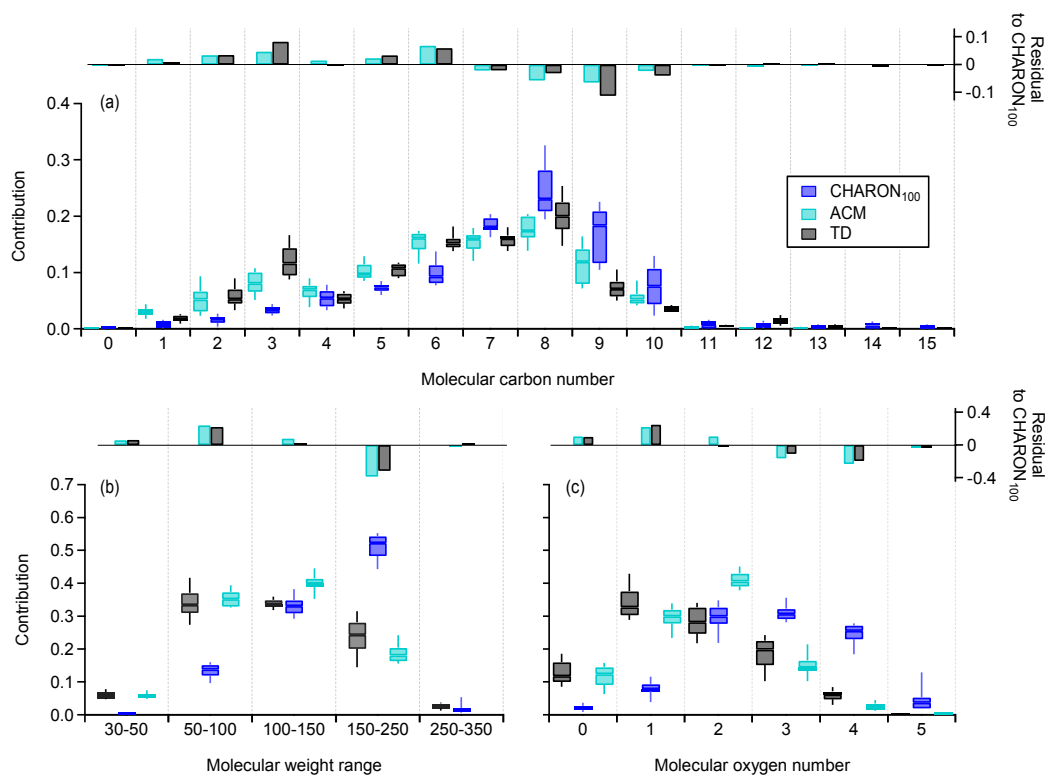 0.1
0
-0.1
Residual
to CHARON100
(a)
0.4
0.3
0.2
0.1
0.0
Contribution
CHARON100
ACM
TD
0 1 2 3 4 5 6 7 8 9 10 11 12 13 14 15
Molecular carbon number
0.4
0
-0.4
Residual
to CHARON100
(b)
0.7
0.6
0.5
0.4
0.3
0.2
0.1
0.0
Contribution
30-50 50-100 100-150 150-250 250-350
Molecular weight range
(c)
0 1 2 3 4 5
Molecular oxygen number